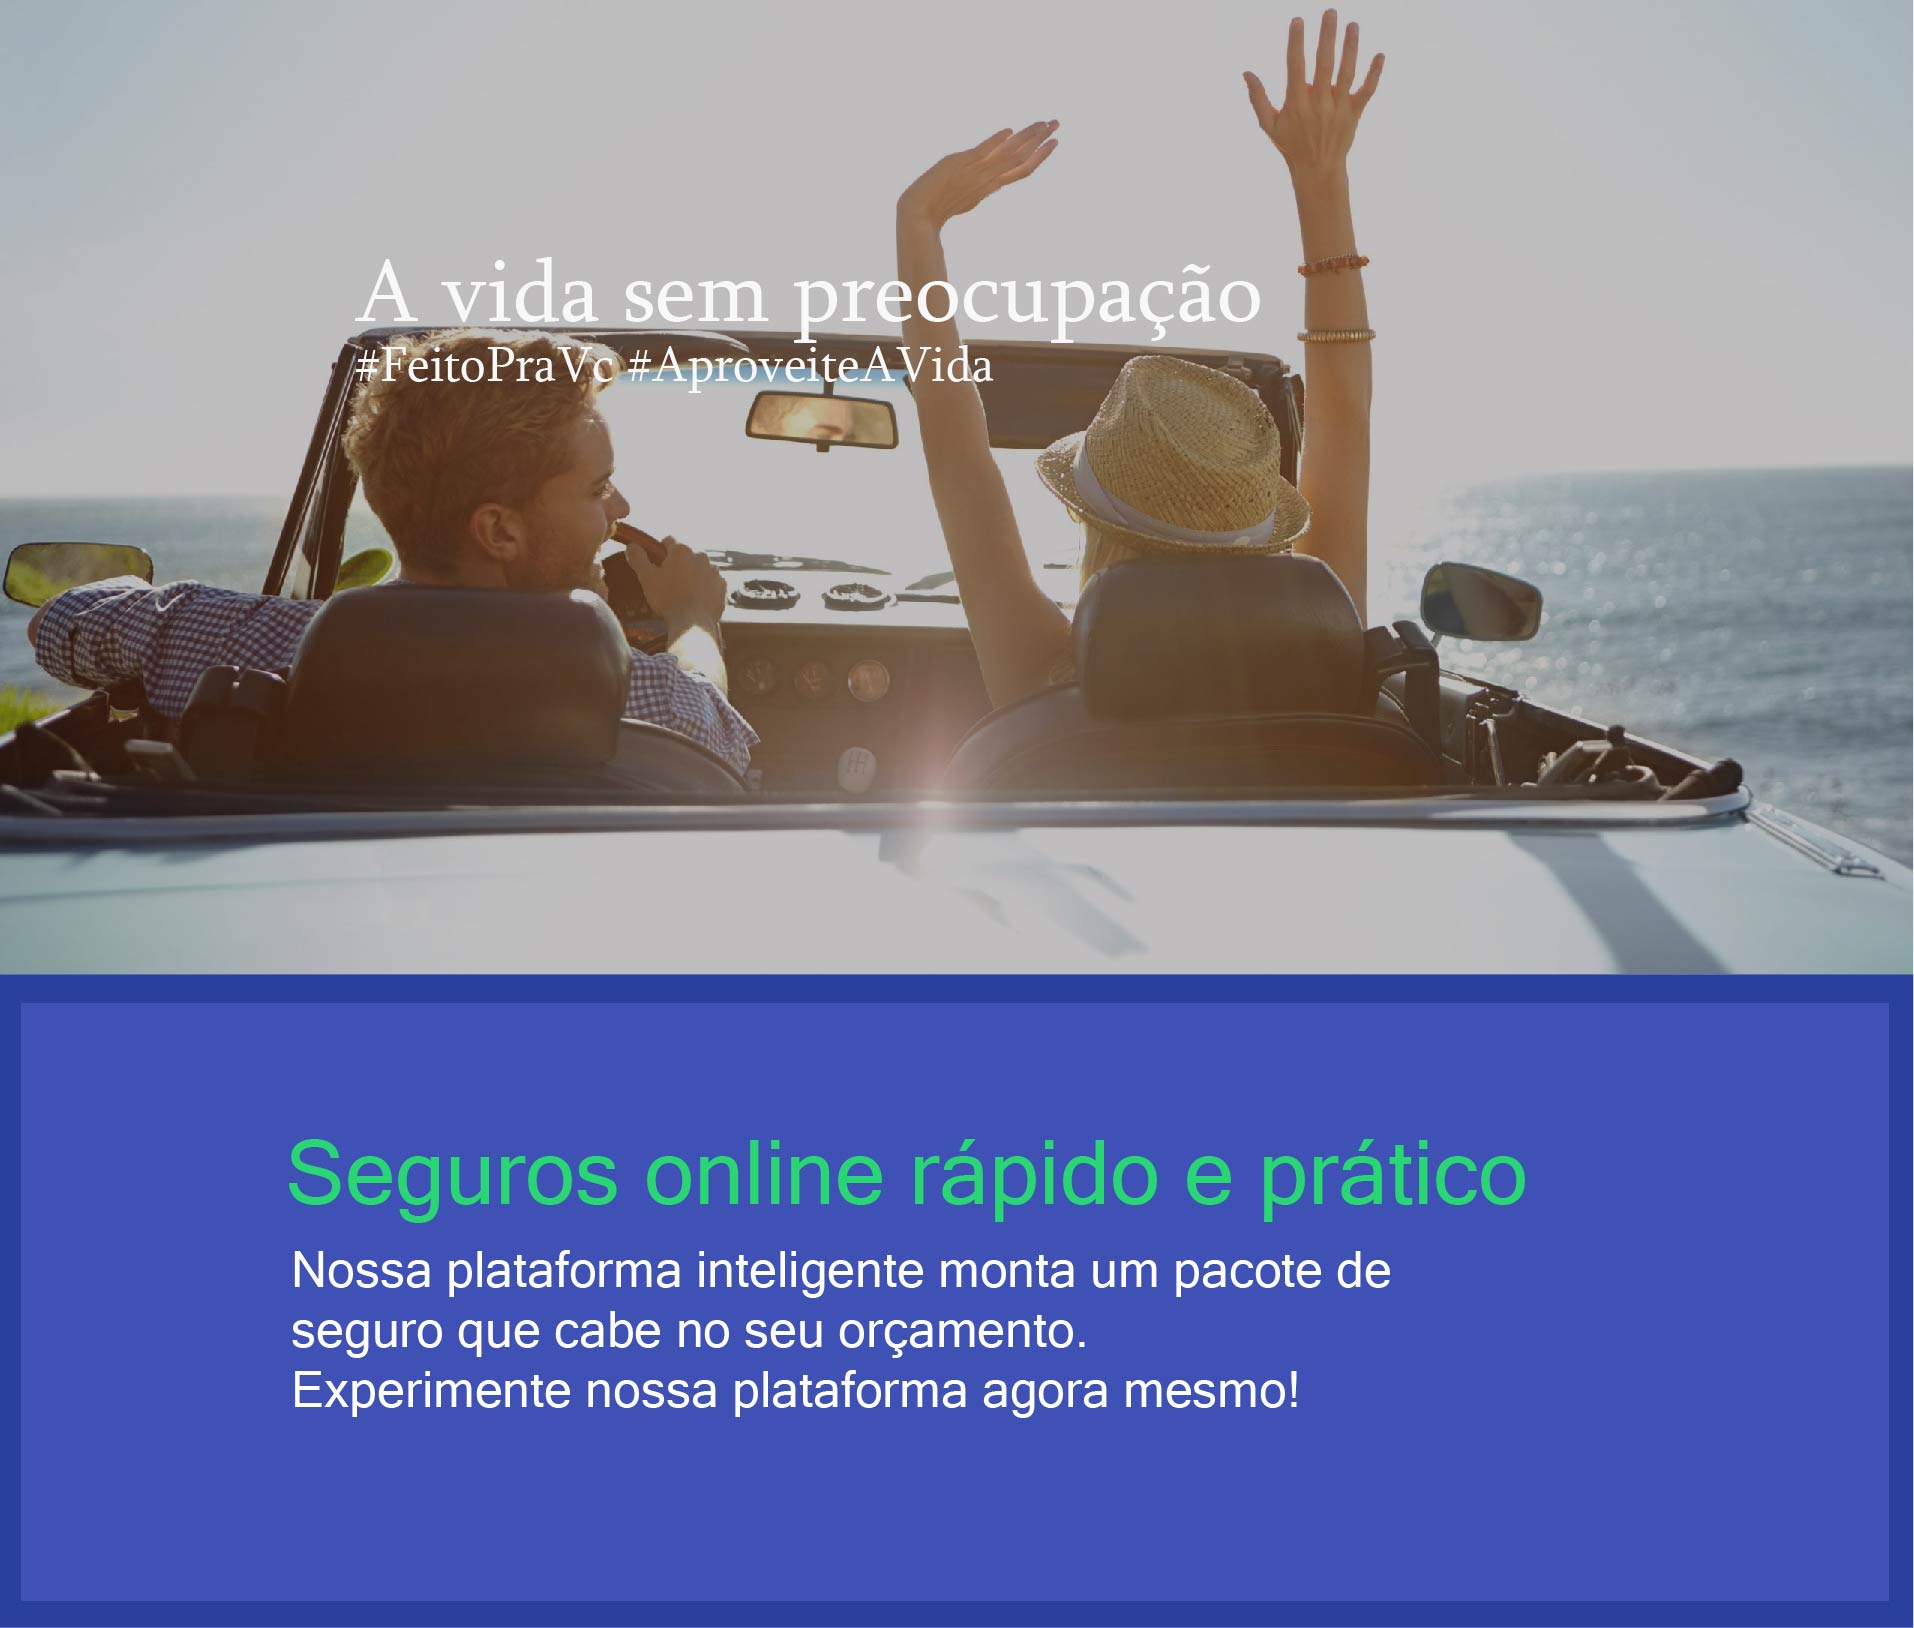 A vida sem preocupação
#FeitoPraVc #AproveiteAVida
Seguros online rápido e prático
Nossa plataforma inteligente monta um pacote de
seguro que cabe no seu orçamento.
Experimente nossa plataforma agora mesmo!